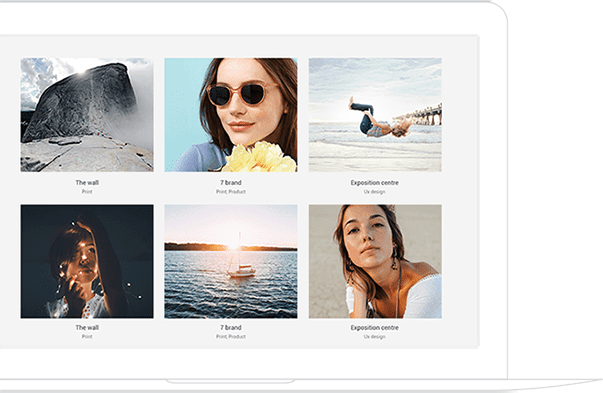 The wall
Print
7 brand
Print, Product
Exposition centre
Ux design
The wall
Print
7 brand
Print, Product
Exposition centre
Ux design